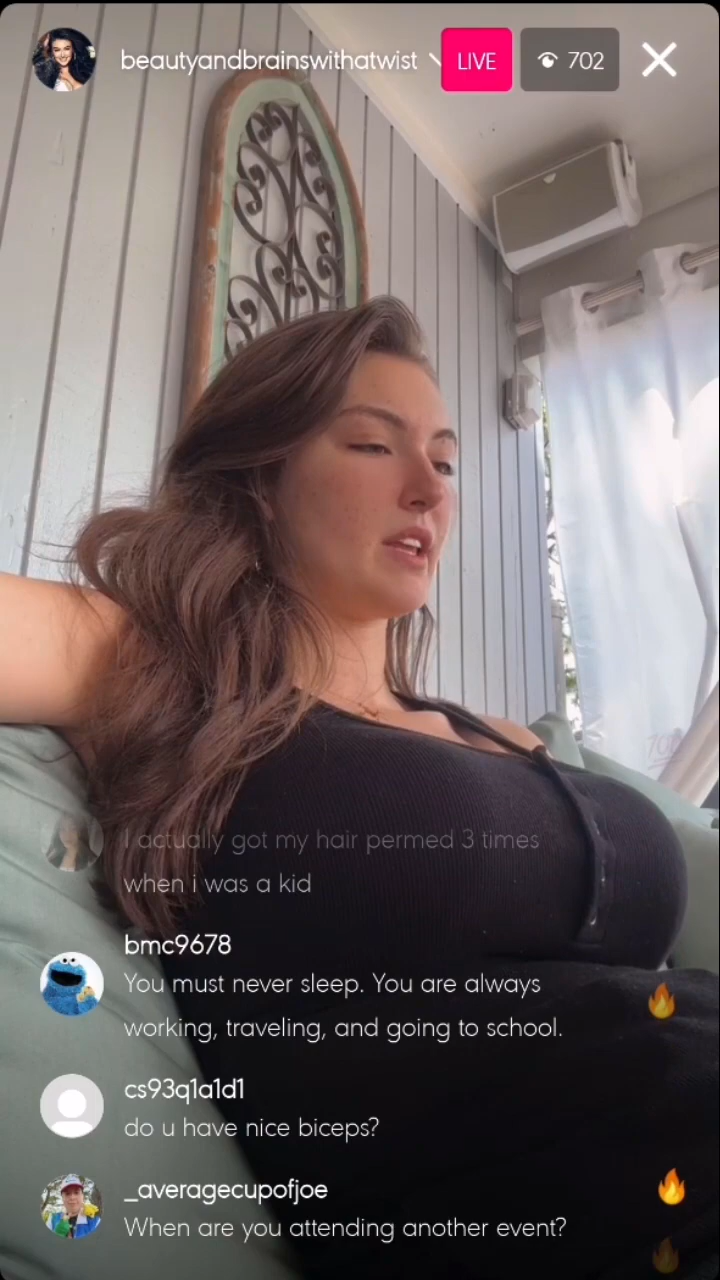 beautyandbrainswithatwist
LIVE
702
I actually got my hair permed 3 times
when i was a kid
bmc9678
You must never sleep. You are always
working, traveling, and going to school.
cs93q1a1d1
do u have nice biceps?
_averagecupofjoe
When are you attending another event?